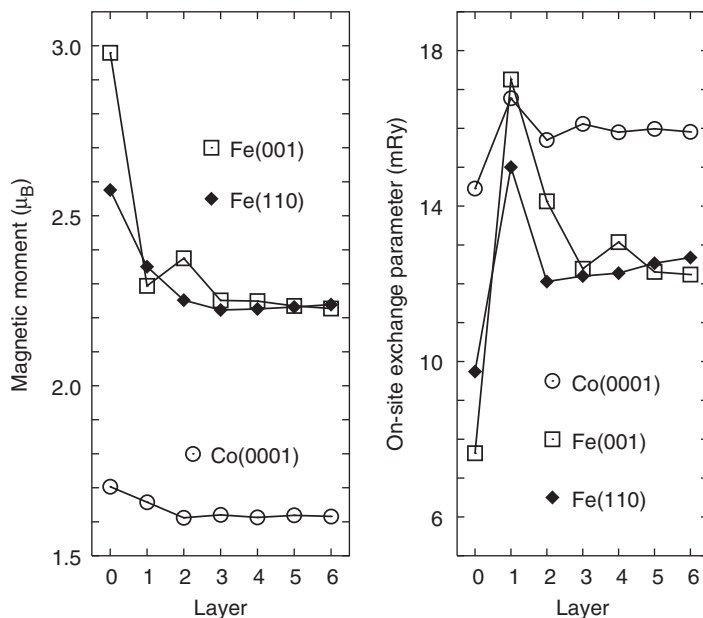 Magnetic moment (μB)
3.0
2.5
2.0
1.5
Fe(001)
Fe(110)
Co(0001)
0 1 2 3 4 5 6
Layer
On-site exchange parameter (mRy)
18
14
10
6
Co(0001)
Fe(001)
Fe(110)
0 1 2 3 4 5 6
Layer